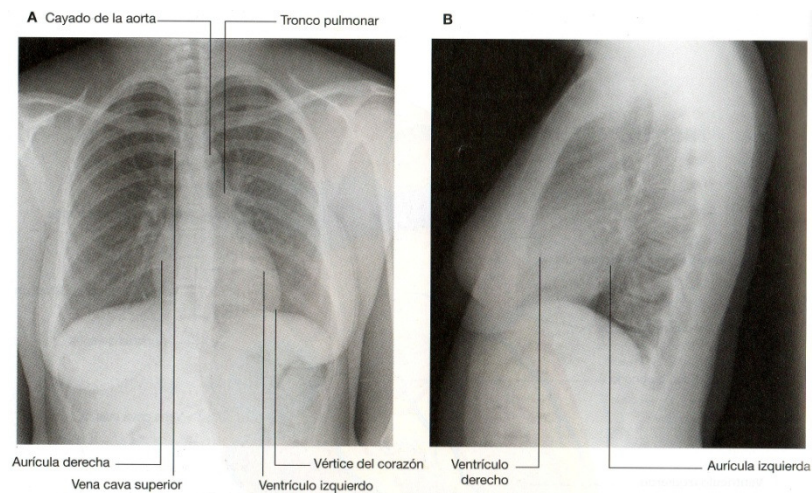 A Cayado de la aorta
Tronco pulmonar
B
Aurícula derecha
Vena cava superior
Vértice del corazón
Ventrículo izquierdo
Ventrículo
derecho
Aurícula izquierda